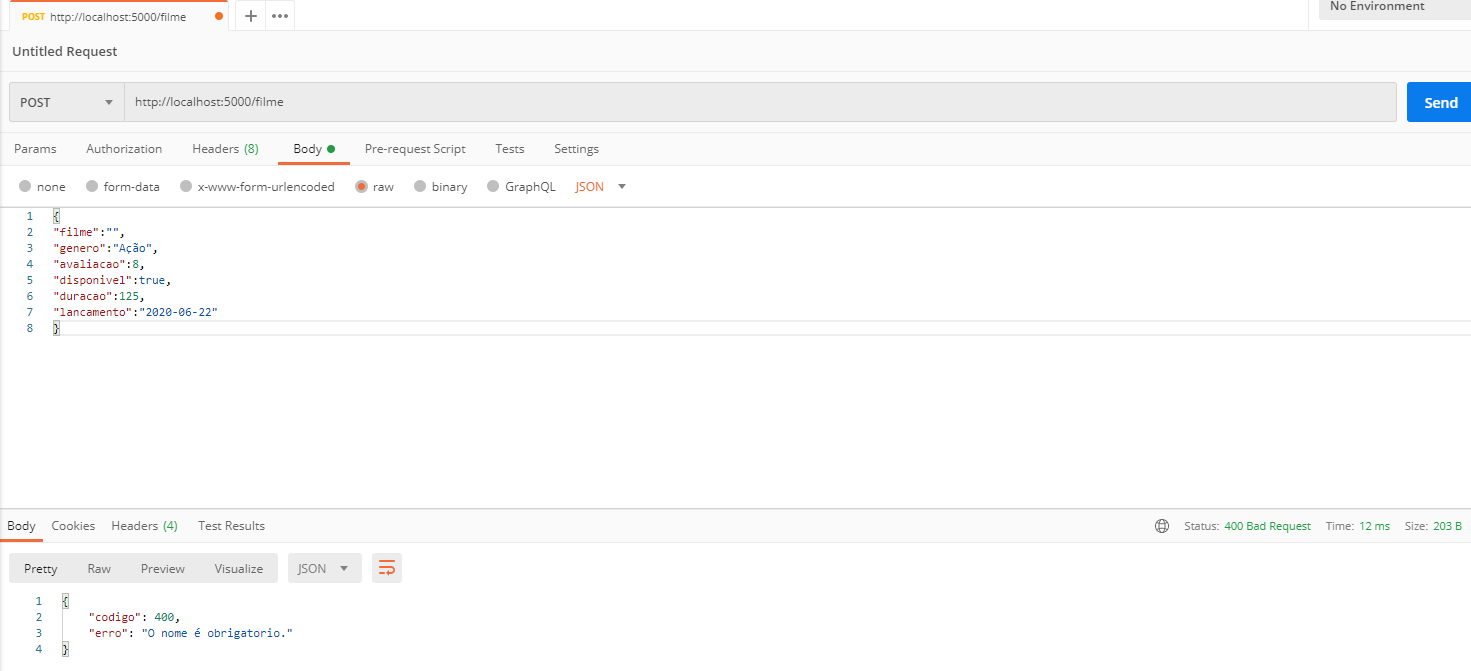 POST http://localhost:5000/filme
No Environment
Untitled Request
POST http://localhost:5000/filme Send
Params Authorization Headers (8) Body Pre-request Script Tests Settings
none form-data x-www-form-urlencoded raw binary GraphQL JSON
1 {
2 "filme":"",
3 "genero":"Ação",
4 "avaliacao":8,
5 "disponivel":true,
6 "duracao":125,
7 "lancamento":"2020-06-22"
8 }
Body Cookies Headers (4) Test Results Status: 400 Bad Request Time: 12 ms Size: 203 B
Pretty Raw Preview Visualize JSON
1 {
2 "codigo": 400,
3 "erro": "O nome é obrigatorio."
4 }